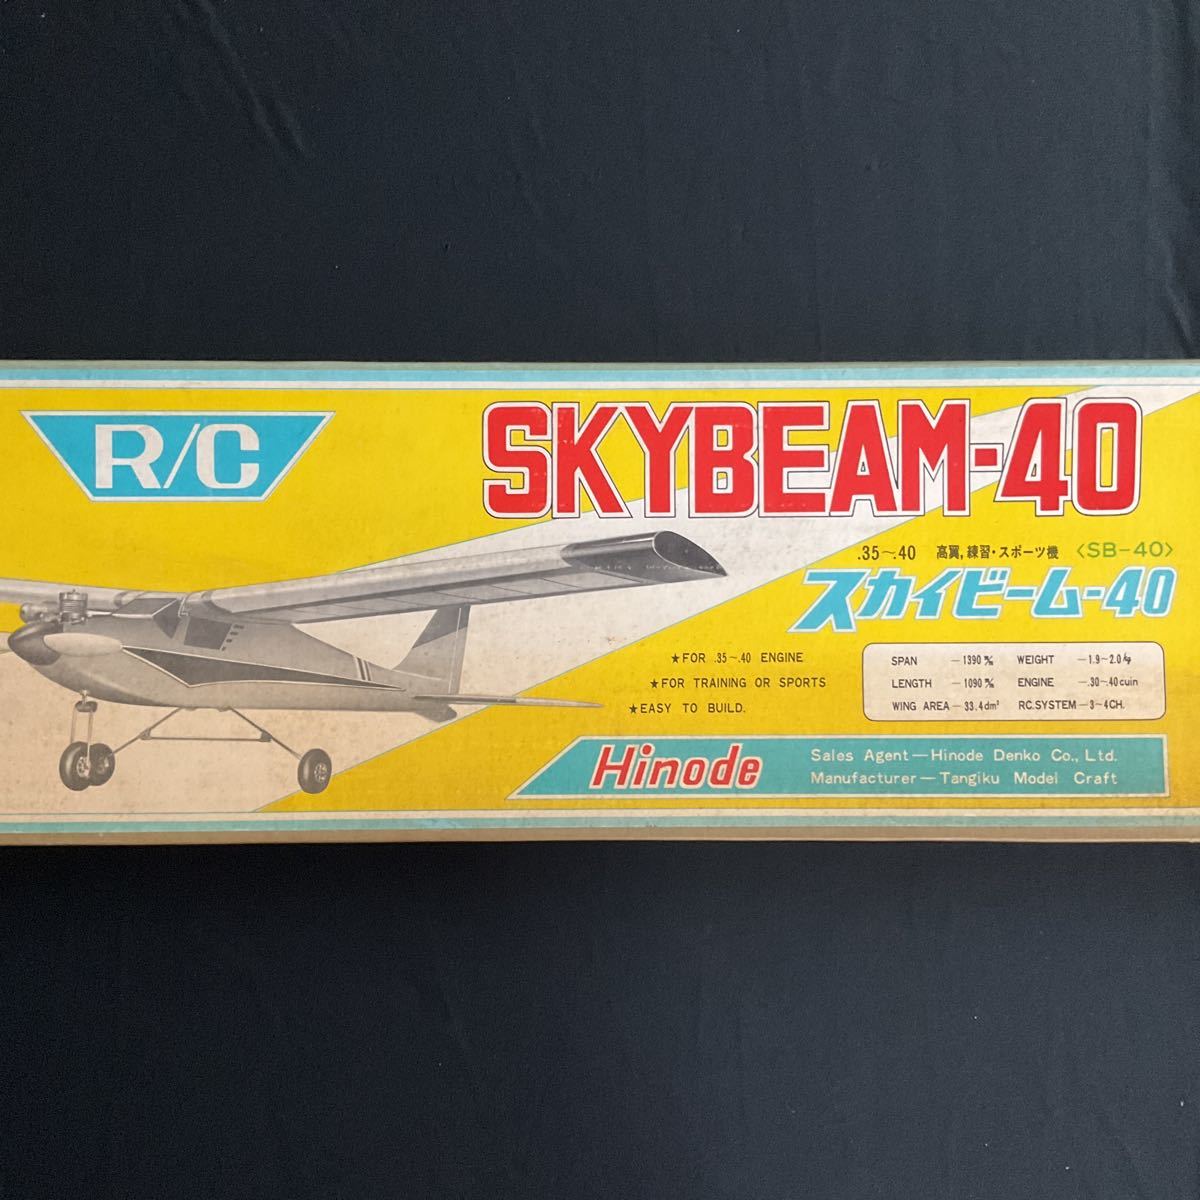 R/C
SKYBEAM-40
.35~.40 高翼,練習・スポーツ機 〈SB-40〉
スカイビーム-40
★FOR .35~.40 ENGINE
★FOR TRAINING OR SPORTS
★EASY TO BUILD.
SPAN －1390㎜ WEIGHT －1.9~2.0㎏
LENGTH －1090㎜ ENGINE －.30~40cuin
WING AREA－33.4dm² RC.SYSTEM－3~4CH.
Hinode
Sales Agent—Hinode Denko Co., Ltd.
Manufacturer—Tangiku Model Craft